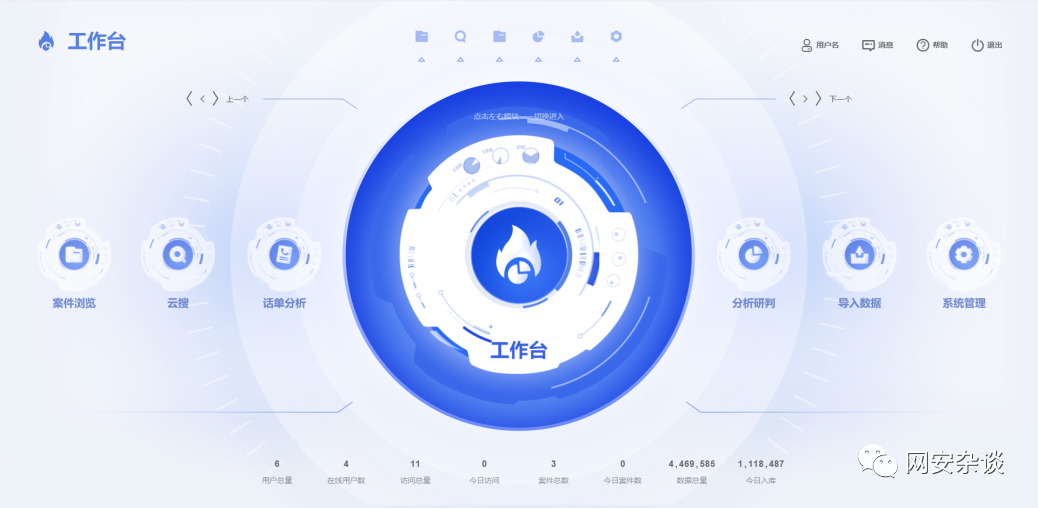 工作台
用户名
消息
帮助
退出
上一个
下一个
点击左右模块 一切换进入
01
案件浏览
云搜
话单分析
工作台
分析研判
导入数据
系统管理
6 4 11 0 3 0 4,469,585 1,118,487
用户总量 在线用户数 访问总量 今日访问 案件总数 今日案件数 数据总量 今日入库
网安杂谈